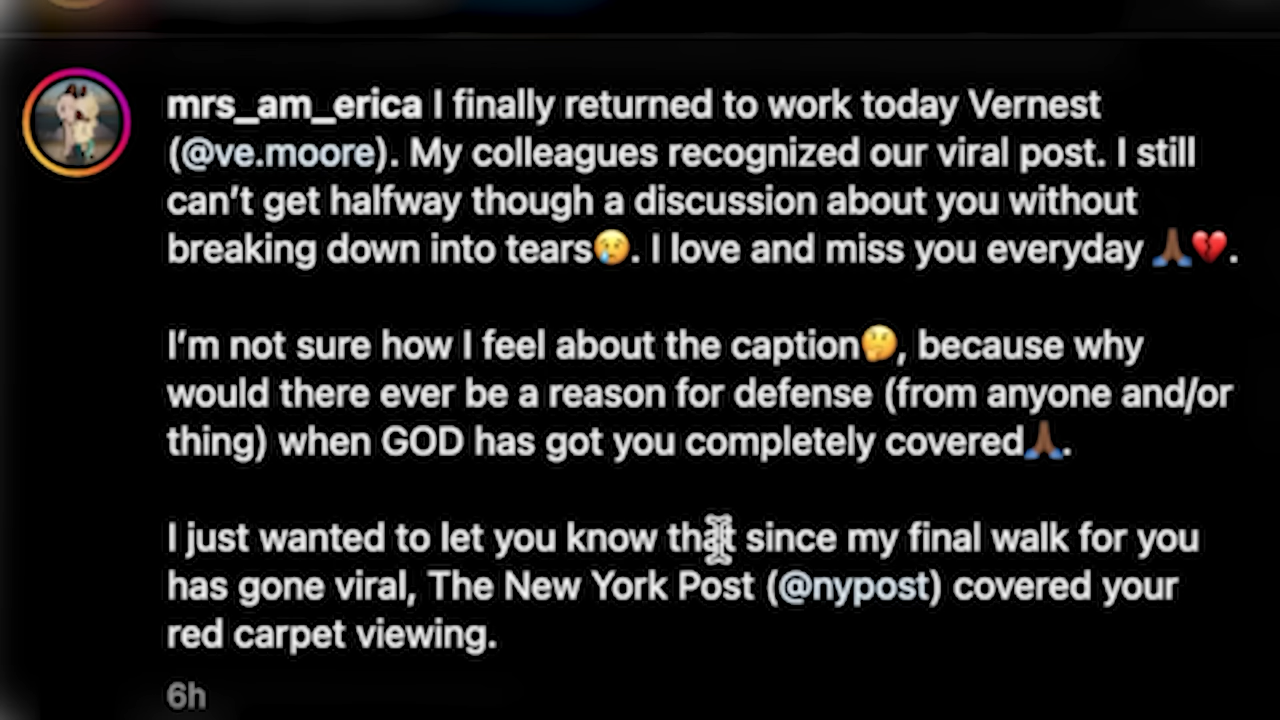 mrs_am_erica I finally returned to work today Vernest
(@ve.moore). My colleagues recognized our viral post. I still
can’t get halfway though a discussion about you without
breaking down into tears😢. I love and miss you everyday 🙏🏾💔.
I’m not sure how I feel about the caption🤔, because why
would there ever be a reason for defense (from anyone and/or
thing) when GOD has got you completely covered🙏🏾.
I just wanted to let you know that since my final walk for you
has gone viral, The New York Post (@nypost) covered your
red carpet viewing.
6h